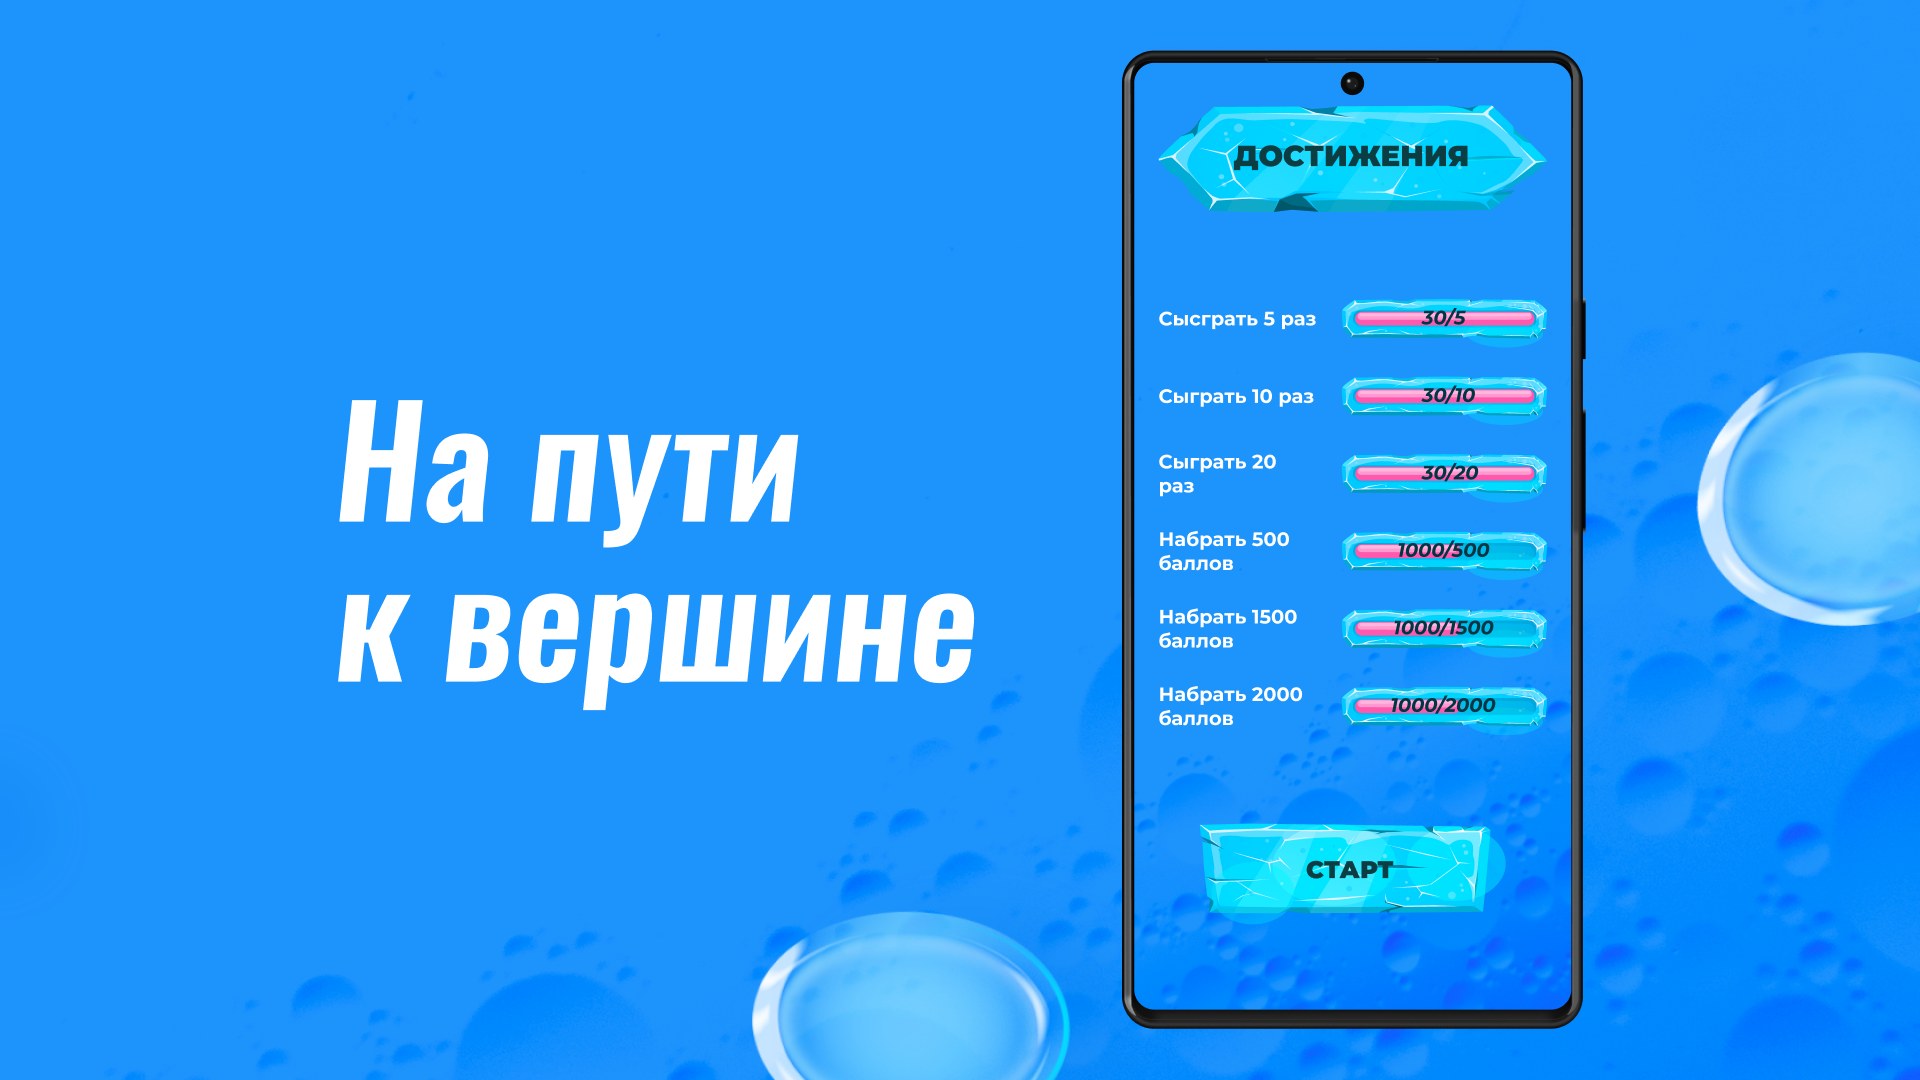 На пути
к вершине
ДОСТИЖЕНИЯ
Сысграть 5 раз
30/5
Сыграть 10 раз
30/10
Сыграть 20
раз
30/20
Набрать 500
баллов
1000/500
Набрать 1500
баллов
1000/1500
Набрать 2000
баллов
1000/2000
СТАРТ